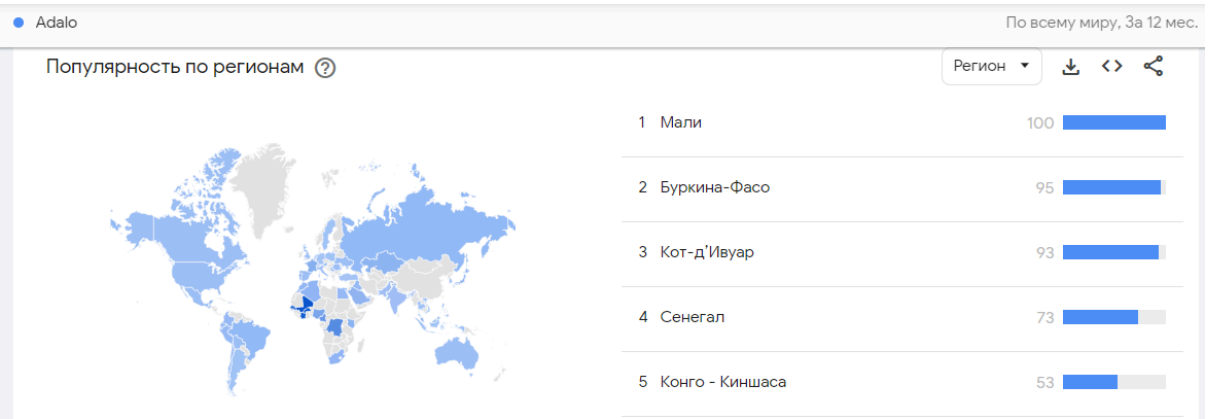 Adalo
По всему миру, За 12 мес.
Популярность по регионам ?
Регион
1 Мали 100
2 Буркина-Фасо 95
3 Кот-д’Ивуар 93
4 Сенегал 73
5 Конго - Киншаса 53